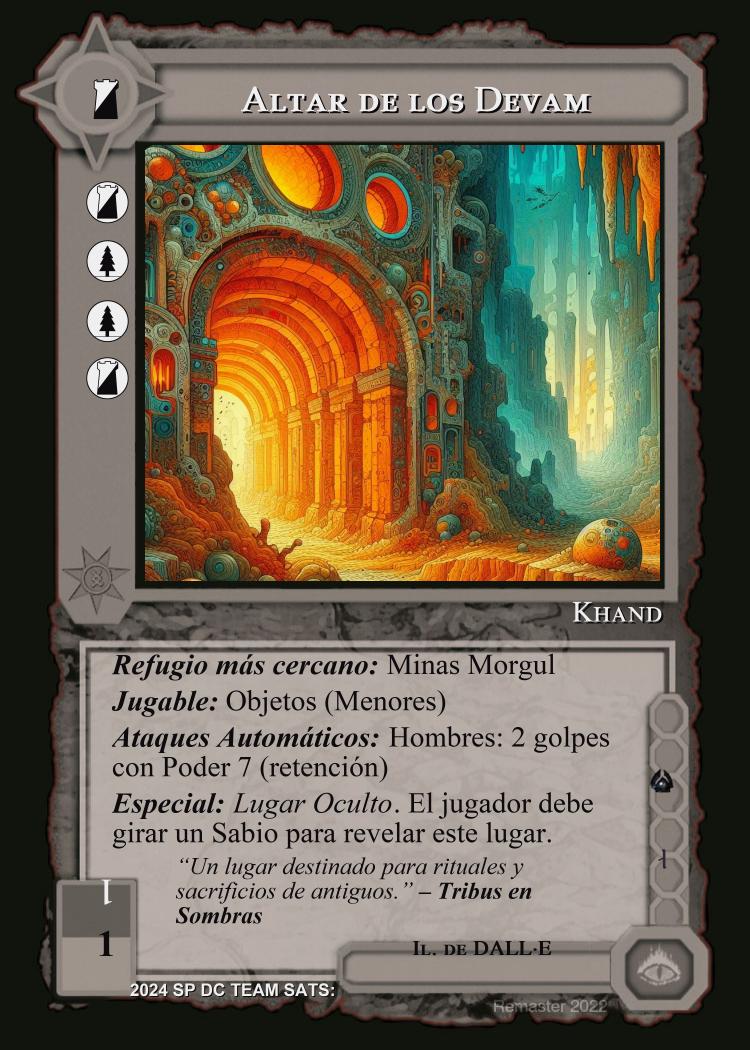 Altar de los Devam
Khand
Refugio más cercano: Minas Morgul
Jugable: Objetos (Menores)
Ataques Automáticos: Hombres: 2 golpes
con Poder 7 (retención)
Especial: Lugar Oculto. El jugador debe
girar un Sabio para revelar este lugar.
“Un lugar destinado para rituales y
sacrificios de antiguos.” – Tribus en
Sombras
1
1
Il. de DALL·E
2024 SP DC TEAM SATS:
Remaster 2022